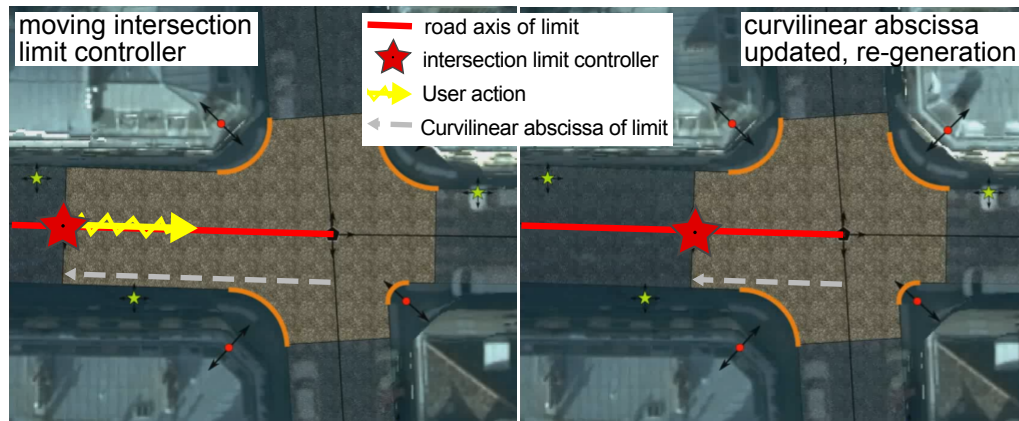 moving intersection
limit controller
road axis of limit
intersection limit controller
User action
Curvilinear abscissa of limit
curvilinear abscissa
updated, re-generation